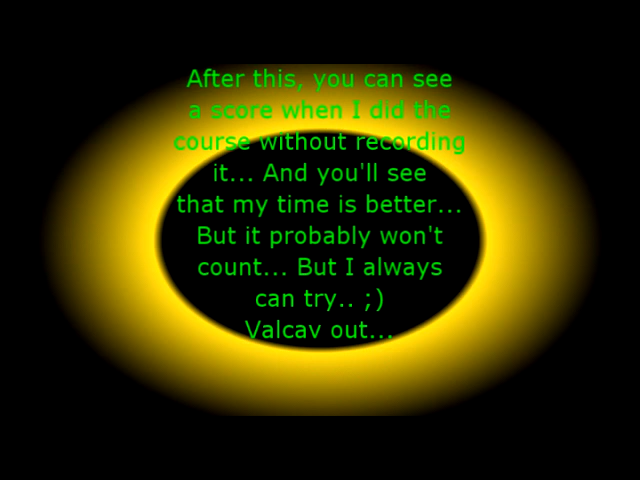 After this, you can see
a score when I did the
course without recording
it... And you'll see
that my time is better...
But it probably won't
count... But I always
can try.. ;)
Valcav out...